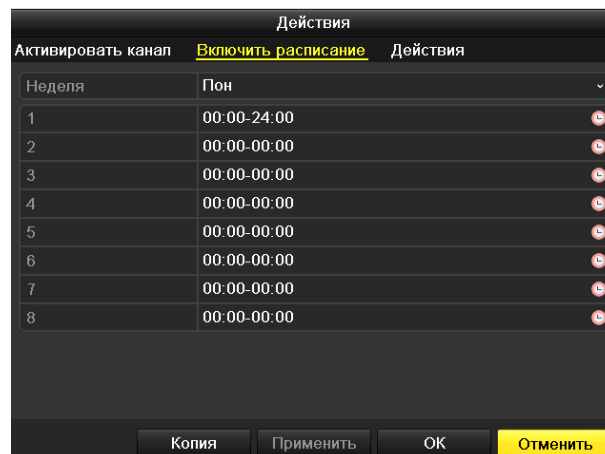 Действия
Активировать канал Включить расписание Действия
Неделя Пон
1 00:00-24:00
2 00:00-00:00
3 00:00-00:00
4 00:00-00:00
5 00:00-00:00
6 00:00-00:00
7 00:00-00:00
8 00:00-00:00
Копия Применить OK Отменить